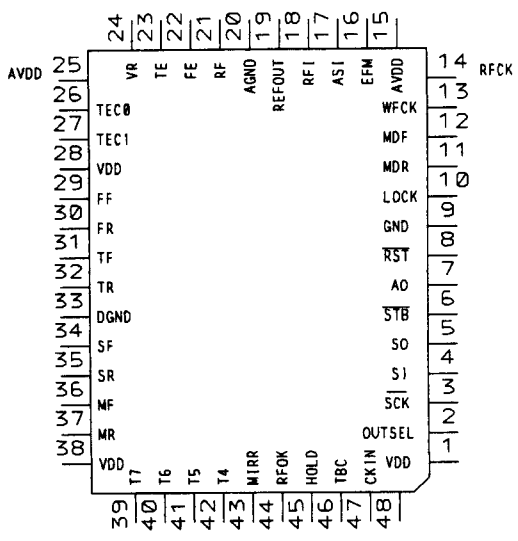 24 23 22 21 20 19 18 17 16 15
AVDD 25 14 RFCK
VR TE FE RF AGND REFOUT RFI ASI EFM AVDD
26 13
TEC0 WFCK
27 12
TEC1 MDF
28 11
VDD MDR
29 10
FF LOCK
30 9
FR GND
31 8
TF RST
32 7
TR AO
33 6
DGND STB
34 5
SF SO
35 4
SR SI
36 3
MF SCK
37 2
MR OUTSEL
38 1
VDD T7 T6 T5 T4 MIRR RFOK HOLD TBC CKIN VDD
39 40 41 42 43 44 45 46 47 48